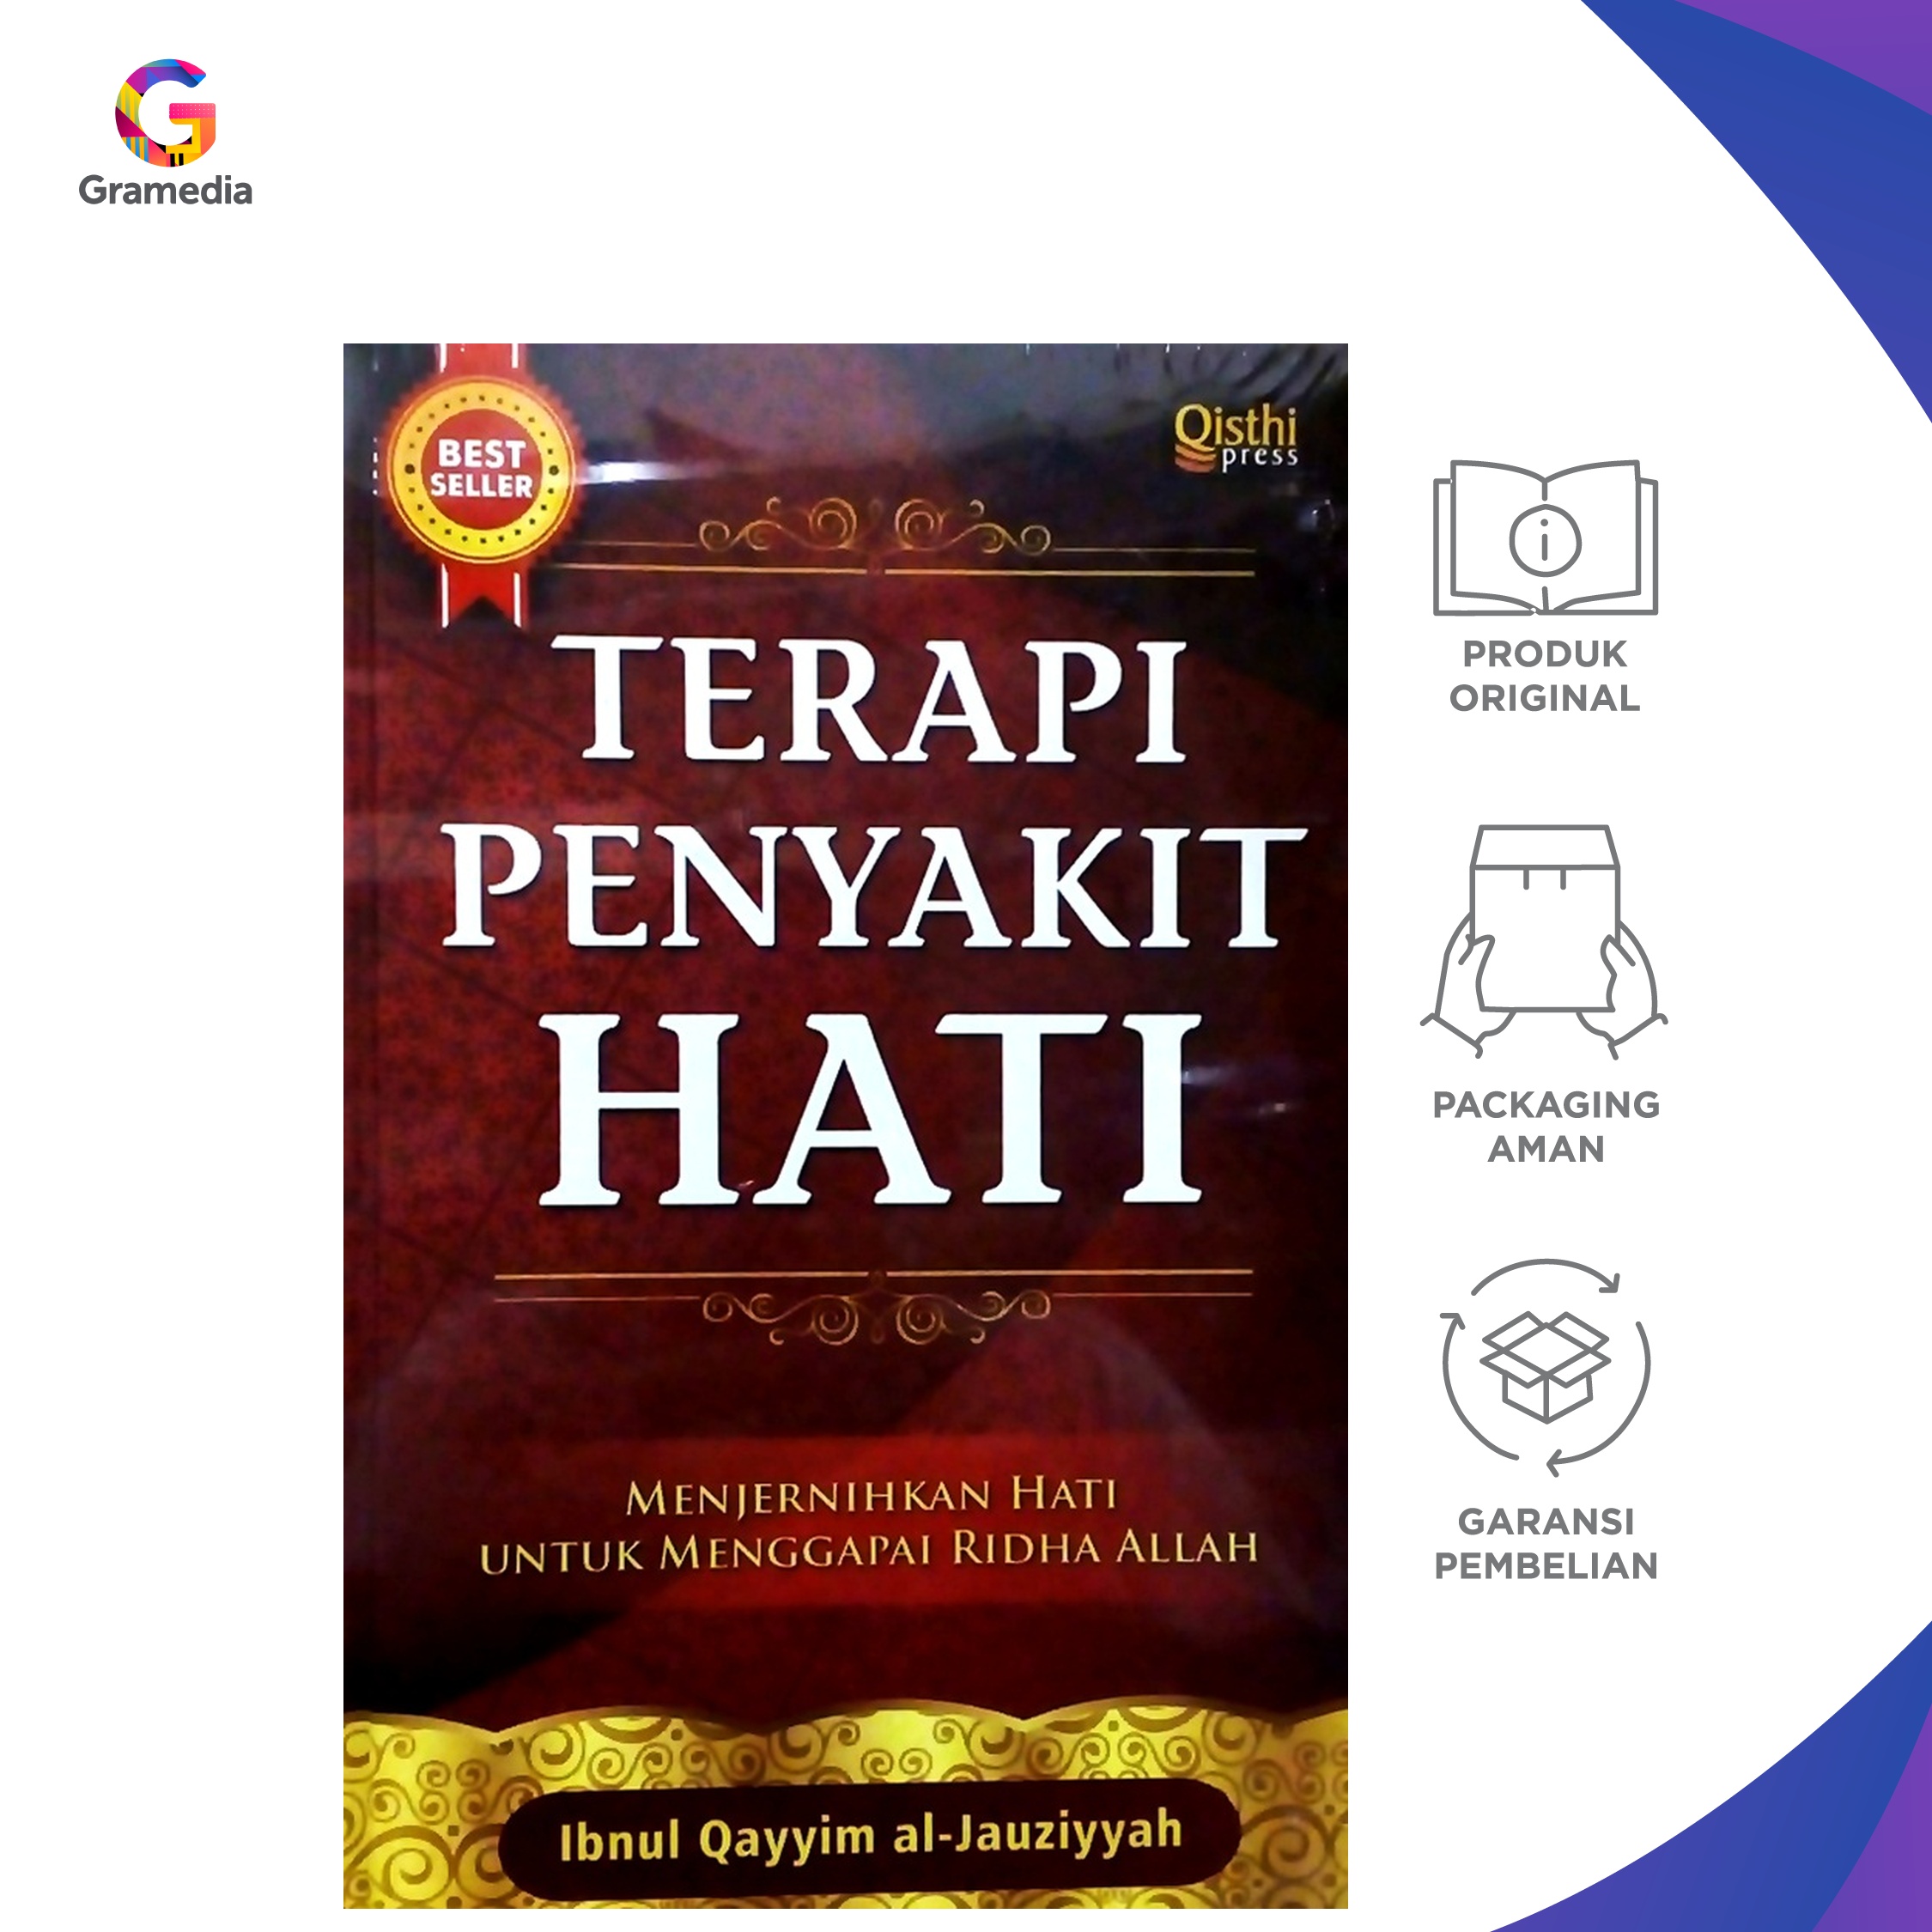 Gramedia
BEST
SELLER
Qisthi
press
TERAPI
PENYAKIT
HATI
MENJERNIHKAN HATI
UNTUK MENGGAPAI RIDHA ALLAH
Ibnul Qayyim al-Jauziyyah
PRODUK
ORIGINAL
PACKAGING
AMAN
GARANSI
PEMBELIAN